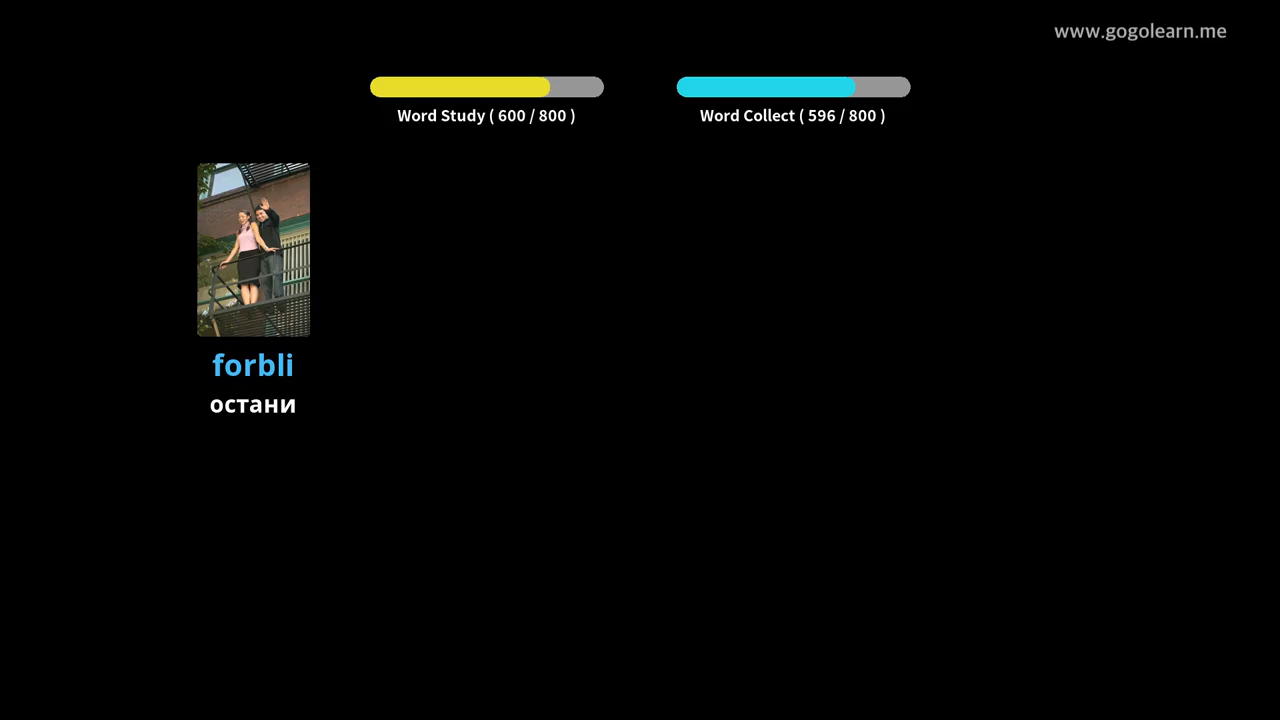 www.gogolearn.me
Word Study ( 600 / 800 )
Word Collect ( 596 / 800 )
forbli
остани